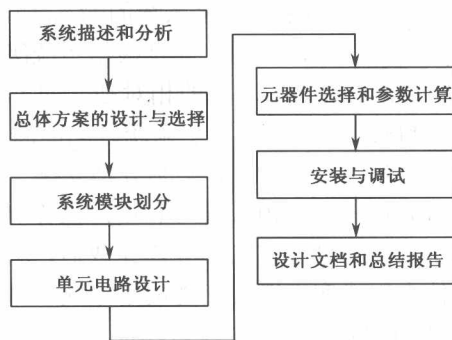 系统描述和分析
总体方案的设计与选择
系统模块划分
单元电路设计
元器件选择和参数计算
安装与调试
设计文档和总结报告